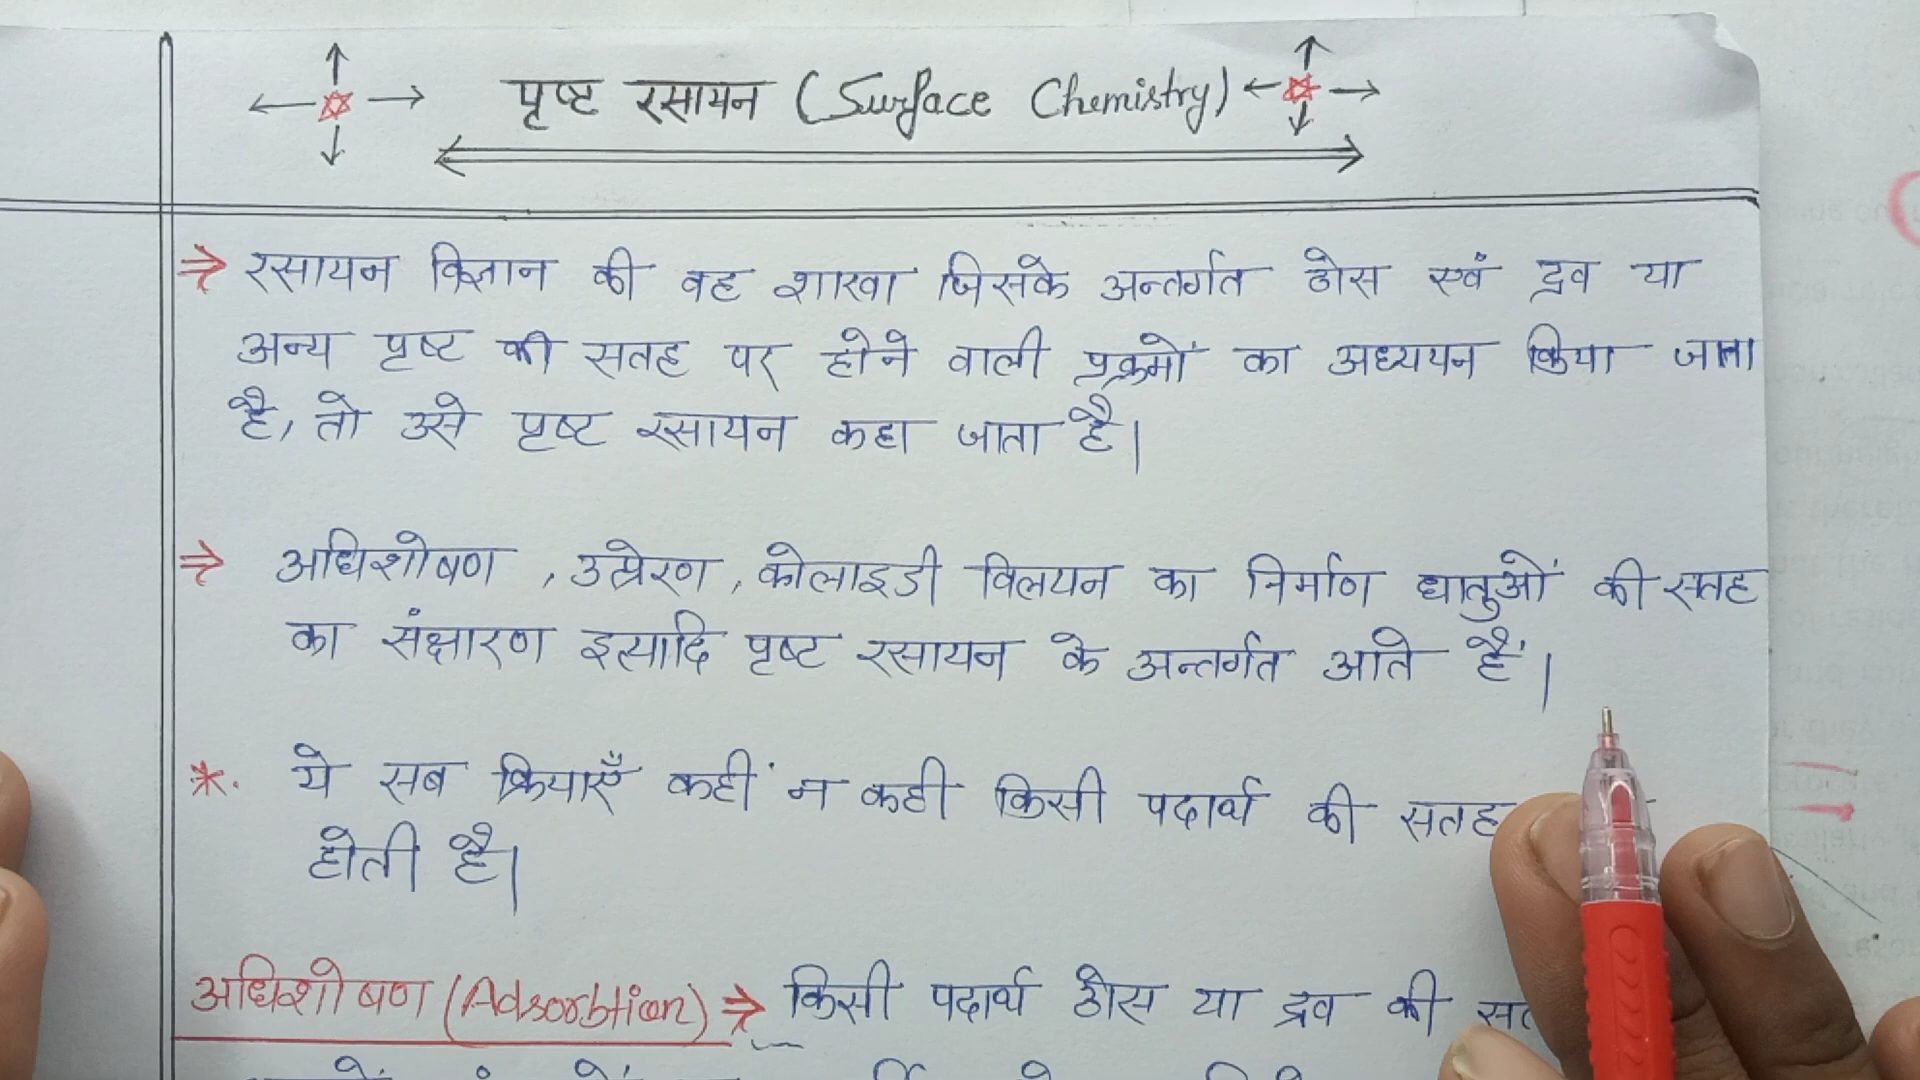 पृष्ट रसायन (Surface Chemistry)
⇒ रसायन विज्ञान की वह शाखा जिसके अन्तर्गत ठोस एवं द्रव या
अन्य पृष्ट की सतह पर होने वाली प्रक्रमों का अध्ययन किया जाता
है, तो उसे पृष्ट रसायन कहा जाता है।
⇒ अधिशोषण, उत्प्रेरण, कोलाइडी विलयन का निर्माण धातुओं की सतह
का संक्षारण इत्यादि पृष्ट रसायन के अन्तर्गत आते हैं।
*. ये सब क्रियाएँ कहीं न कही किसी पदार्थ की सतह
होती है।
अधिशोषण (Adsorbtion) ⇒ किसी पदार्थ ठोस या द्रव की